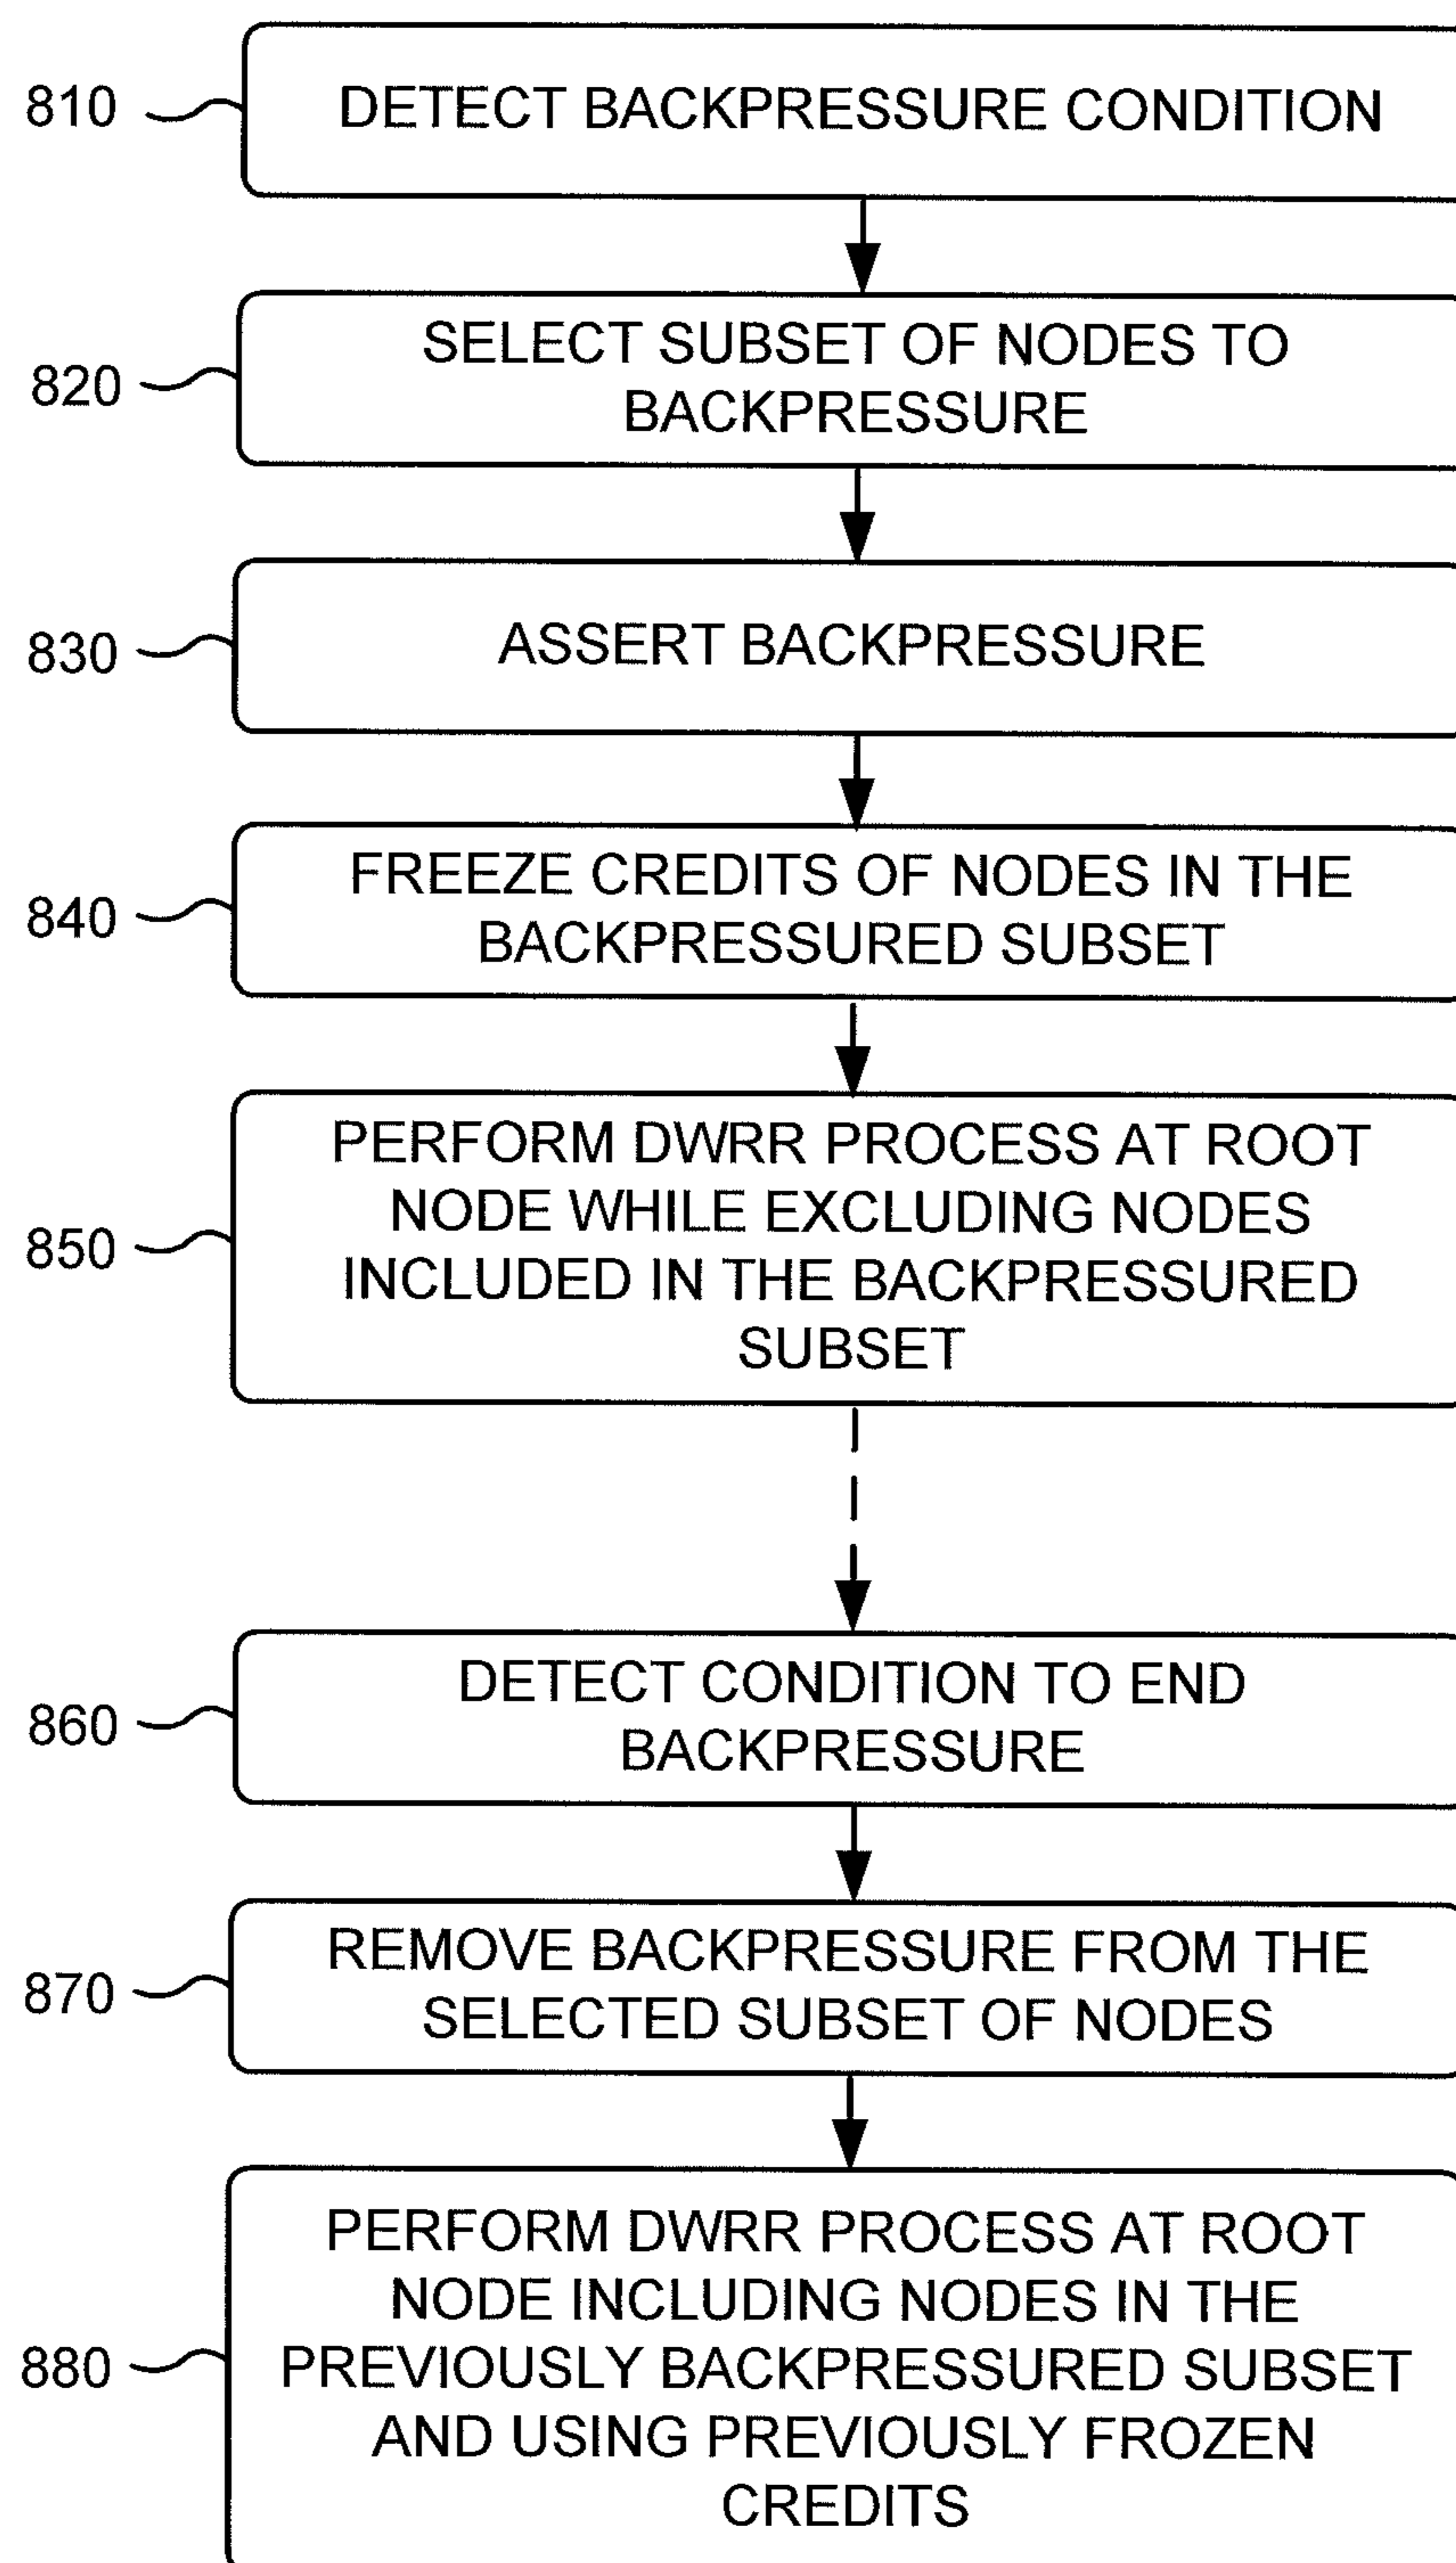 810
DETECT BACKPRESSURE CONDITION
820
SELECT SUBSET OF NODES TO
BACKPRESSURE
830
ASSERT BACKPRESSURE
840
FREEZE CREDITS OF NODES IN THE
BACKPRESSURED SUBSET
850
PERFORM DWRR PROCESS AT ROOT
NODE WHILE EXCLUDING NODES
INCLUDED IN THE BACKPRESSURED
SUBSET
860
DETECT CONDITION TO END
BACKPRESSURE
870
REMOVE BACKPRESSURE FROM THE
SELECTED SUBSET OF NODES
880
PERFORM DWRR PROCESS AT ROOT
NODE INCLUDING NODES IN THE
PREVIOUSLY BACKPRESSURED SUBSET
AND USING PREVIOUSLY FROZEN
CREDITS